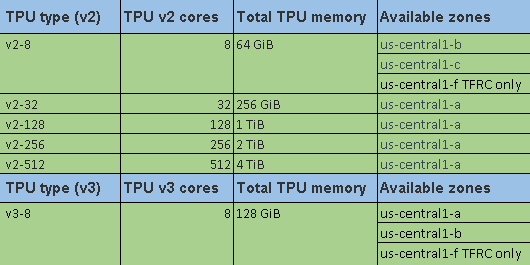 TPU type (v2) TPU v2 cores Total TPU memory Available zones
v2-8 8 64 GiB us-central1-b
us-central1-c
us-central1-f TFRC only
v2-32 32 256 GiB us-central1-a
v2-128 128 1 TiB us-central1-a
v2-256 256 2 TiB us-central1-a
v2-512 512 4 TiB us-central1-a
TPU type (v3) TPU v3 cores Total TPU memory Available zones
v3-8 8 128 GiB us-central1-a
us-central1-b
us-central1-f TFRC only